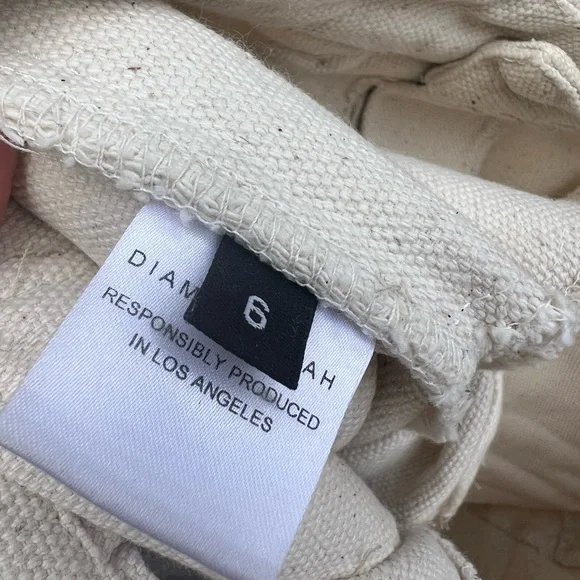 DIAM AH
6
RESPONSIBLY PRODUCED
IN LOS ANGELES